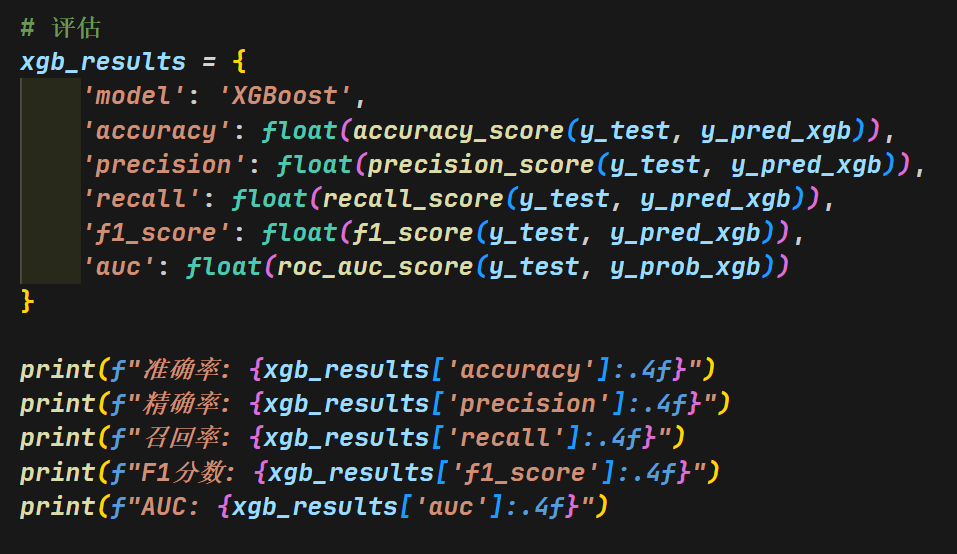 # 评估
xgb_results = {
    'model': 'XGBoost',
    'accuracy': float(accuracy_score(y_test, y_pred_xgb)),
    'precision': float(precision_score(y_test, y_pred_xgb)),
    'recall': float(recall_score(y_test, y_pred_xgb)),
    'f1_score': float(f1_score(y_test, y_pred_xgb)),
    'auc': float(roc_auc_score(y_test, y_prob_xgb))
}
print(f"准确率: {xgb_results['accuracy']:.4f}")
print(f"精确率: {xgb_results['precision']:.4f}")
print(f"召回率: {xgb_results['recall']:.4f}")
print(f"F1分数: {xgb_results['f1_score']:.4f}")
print(f"AUC: {xgb_results['auc']:.4f}")